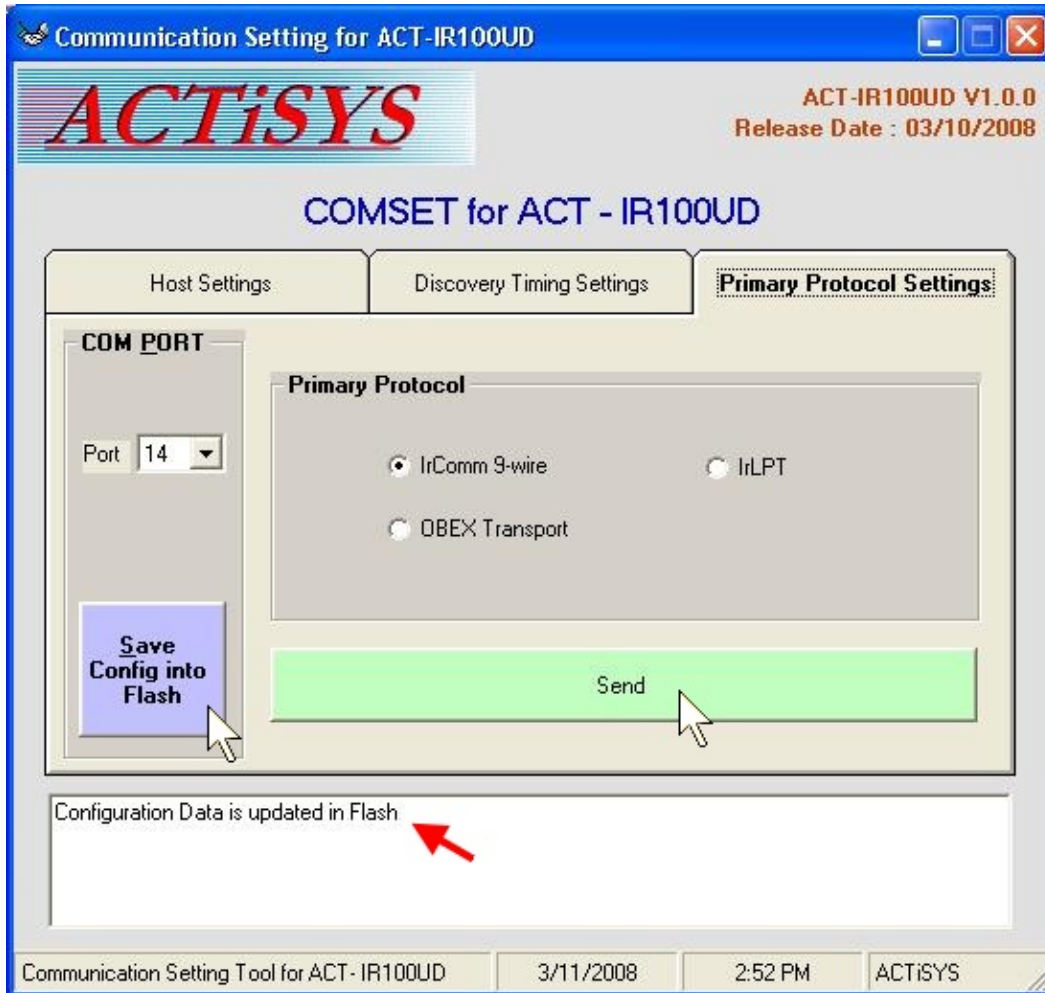 Communication Setting for ACT-IR100UD
ACTiSYS
ACT-IR100UD V1.0.0
Release Date : 03/10/2008
COMSET for ACT - IR100UD
Host Settings
Discovery Timing Settings
Primary Protocol Settings
COM PORT
Port 14
Save
Config into
Flash
Primary Protocol
IrComm 9-wire
IrLPT
OBEX Transport
Send
Configuration Data is updated in Flash
Communication Setting Tool for ACT- IR100UD
3/11/2008
2:52 PM
ACTiSYS